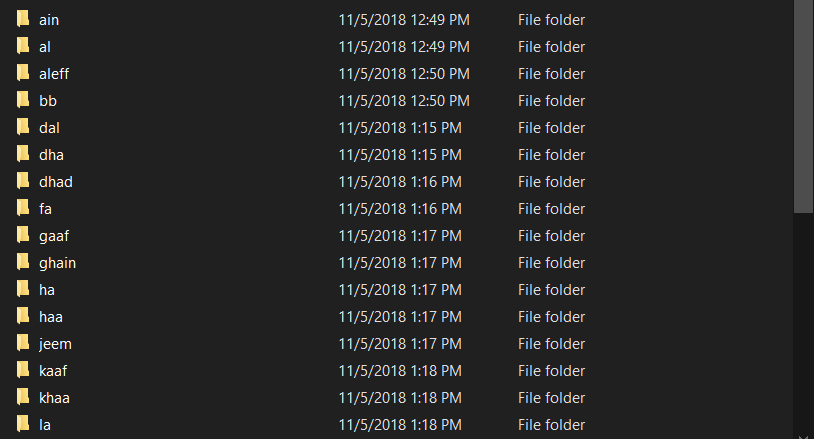 ain 11/5/2018 12:49 PM File folder
al 11/5/2018 12:49 PM File folder
aleff 11/5/2018 12:50 PM File folder
bb 11/5/2018 12:50 PM File folder
dal 11/5/2018 1:15 PM File folder
dha 11/5/2018 1:15 PM File folder
dhad 11/5/2018 1:16 PM File folder
fa 11/5/2018 1:16 PM File folder
gaaf 11/5/2018 1:17 PM File folder
ghain 11/5/2018 1:17 PM File folder
ha 11/5/2018 1:17 PM File folder
haa 11/5/2018 1:17 PM File folder
jeem 11/5/2018 1:17 PM File folder
kaaf 11/5/2018 1:18 PM File folder
khaa 11/5/2018 1:18 PM File folder
la 11/5/2018 1:18 PM File folder